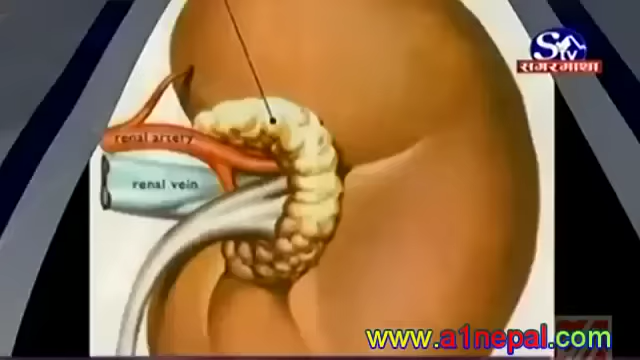 STV
सगरमाथा
renal artery
renal vein
www.a1nepal.com